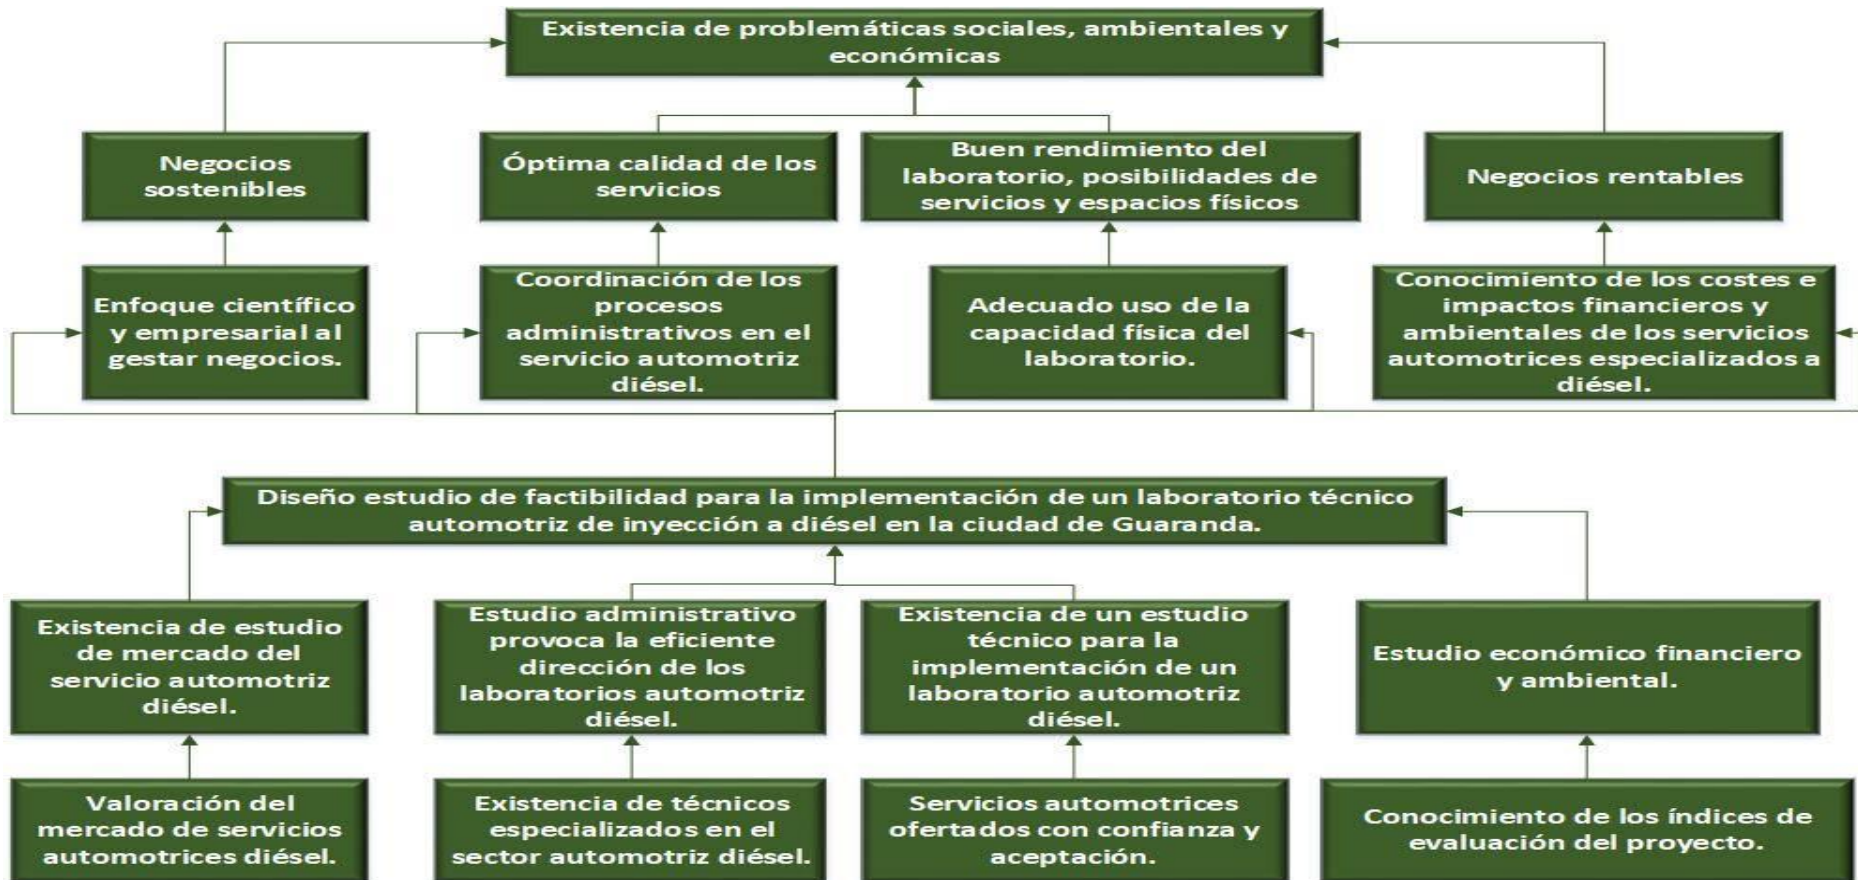 Existencia de problemáticas sociales, ambientales y
económicas
Negocios
sostenibles
Óptima calidad de los
servicios
Buen rendimiento del
laboratorio, posibilidades de
servicios y espacios físicos
Negocios rentables
Enfoque científico
y empresarial al
gestar negocios.
Coordinación de los
procesos
administrativos en el
servicio automotriz
diésel.
Adecuado uso de la
capacidad física del
laboratorio.
Conocimiento de los costes e
impactos financieros y
ambientales de los servicios
automotrices especializados a
diésel.
Diseño estudio de factibilidad para la implementación de un laboratorio técnico
automotriz de inyección a diésel en la ciudad de Guaranda.
Existencia de estudio
de mercado del
servicio automotriz
diésel.
Estudio administrativo
provoca la eficiente
dirección de los
laboratorios automotriz
diésel.
Existencia de un estudio
técnico para la
implementación de un
laboratorio automotriz
diésel.
Estudio económico financiero
y ambiental.
Valoración del
mercado de servicios
automotrices diésel.
Existencia de técnicos
especializados en el
sector automotriz diésel.
Servicios automotrices
ofertados con confianza y
aceptación.
Conocimiento de los índices de
evaluación del proyecto.